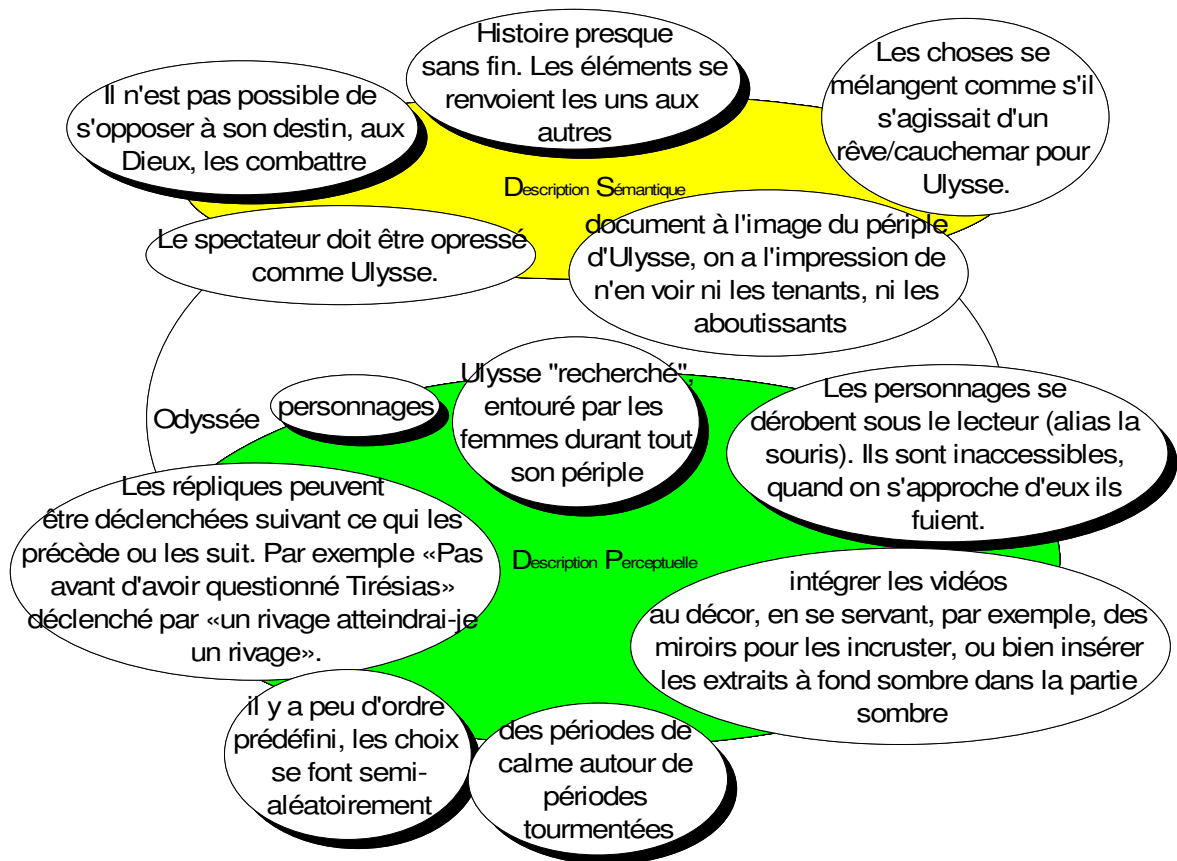 Histoire presque
sans fin. Les éléments se
renvoient les uns aux
autres
Il n'est pas possible de
s'opposer à son destin, aux
Dieux, les combattre
Les choses se
mélangent comme s'il
s'agissait d'un
rêve/cauchemar pour
Ulysse.
Description Sémantique
Le spectateur doit être opressé
comme Ulysse.
document à l'image du périple
d'Ulysse, on a l'impression de
n'en voir ni les tenants, ni les
aboutissants
Odyssée
personnages
Ulysse "recherché",
entouré par les
femmes durant tout
son périple
Les personnages se
dérobent sous le lecteur (alias la
souris). Ils sont inaccessibles,
quand on s'approche d'eux ils
fuient.
Les répliques peuvent
être déclenchées suivant ce qui les
précède ou les suit. Par exemple «Pas
avant d'avoir questionné Tirésias»
déclenché par «un rivage atteindrai-je
un rivage».
Description Perceptuelle
intégrer les vidéos
au décor, en se servant, par exemple, des
miroirs pour les incruster, ou bien insérer
les extraits à fond sombre dans la partie
sombre
il y a peu d'ordre
prédéfini, les choix
se font semi-
aléatoirement
des périodes de
calme autour de
périodes
tourmentées